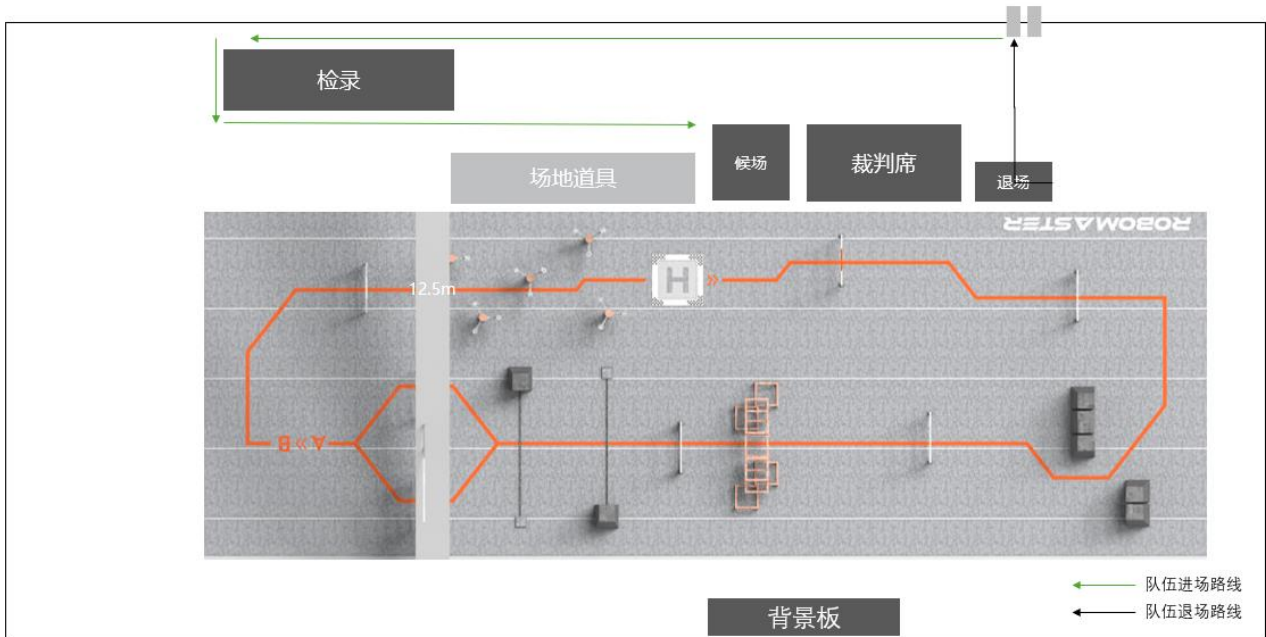 检录
场地道具
候场
裁判席
退场
ROBOMASTER
H
12.5m
A»B
队伍进场路线
队伍退场路线
背景板